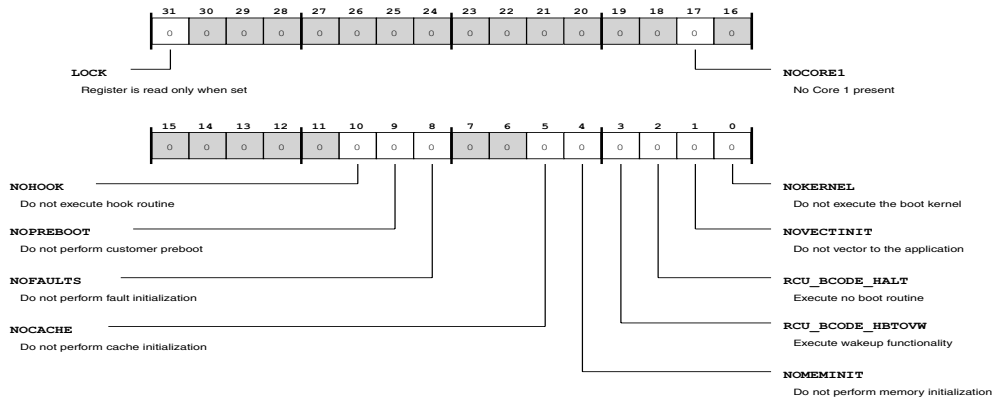 31 30 29 28 27 26 25 24 23 22 21 20 19 18 17 16
0 0 0 0 0 0 0 0 0 0 0 0 0 0 0 0
LOCK
Register is read only when set
NOCORE1
No Core 1 present
15 14 13 12 11 10 9 8 7 6 5 4 3 2 1 0
0 0 0 0 0 0 0 0 0 0 0 0 0 0 0 0
NOHOOK
Do not execute hook routine
NOKERNEL
Do not execute the boot kernel
NOPREBOOT
Do not perform customer preboot
NOVECTINIT
Do not vector to the application
NOFAULTS
Do not perform fault initialization
RCU_BCODE_HALT
Execute no boot routine
NOCACHE
Do not perform cache initialization
RCU_BCODE_HBTOVW
Execute wakeup functionality
NOMEMINIT
Do not perform memory initialization